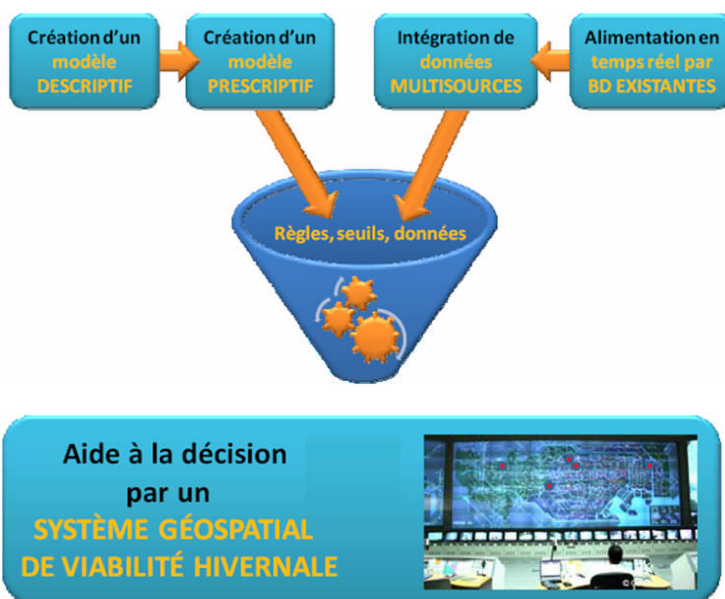 Création d'un
modèle
DESCRIPTIF
Création d'un
modèle
PRESCRIPTIF
Intégration de
données
MULTISOURCES
Alimentation en
temps réel par
BD EXISTANTES
Règles, seuils, données
Aide à la décision
par un
SYSTÈME GÉOSPATIAL
DE VIABILITÉ HIVERNALE